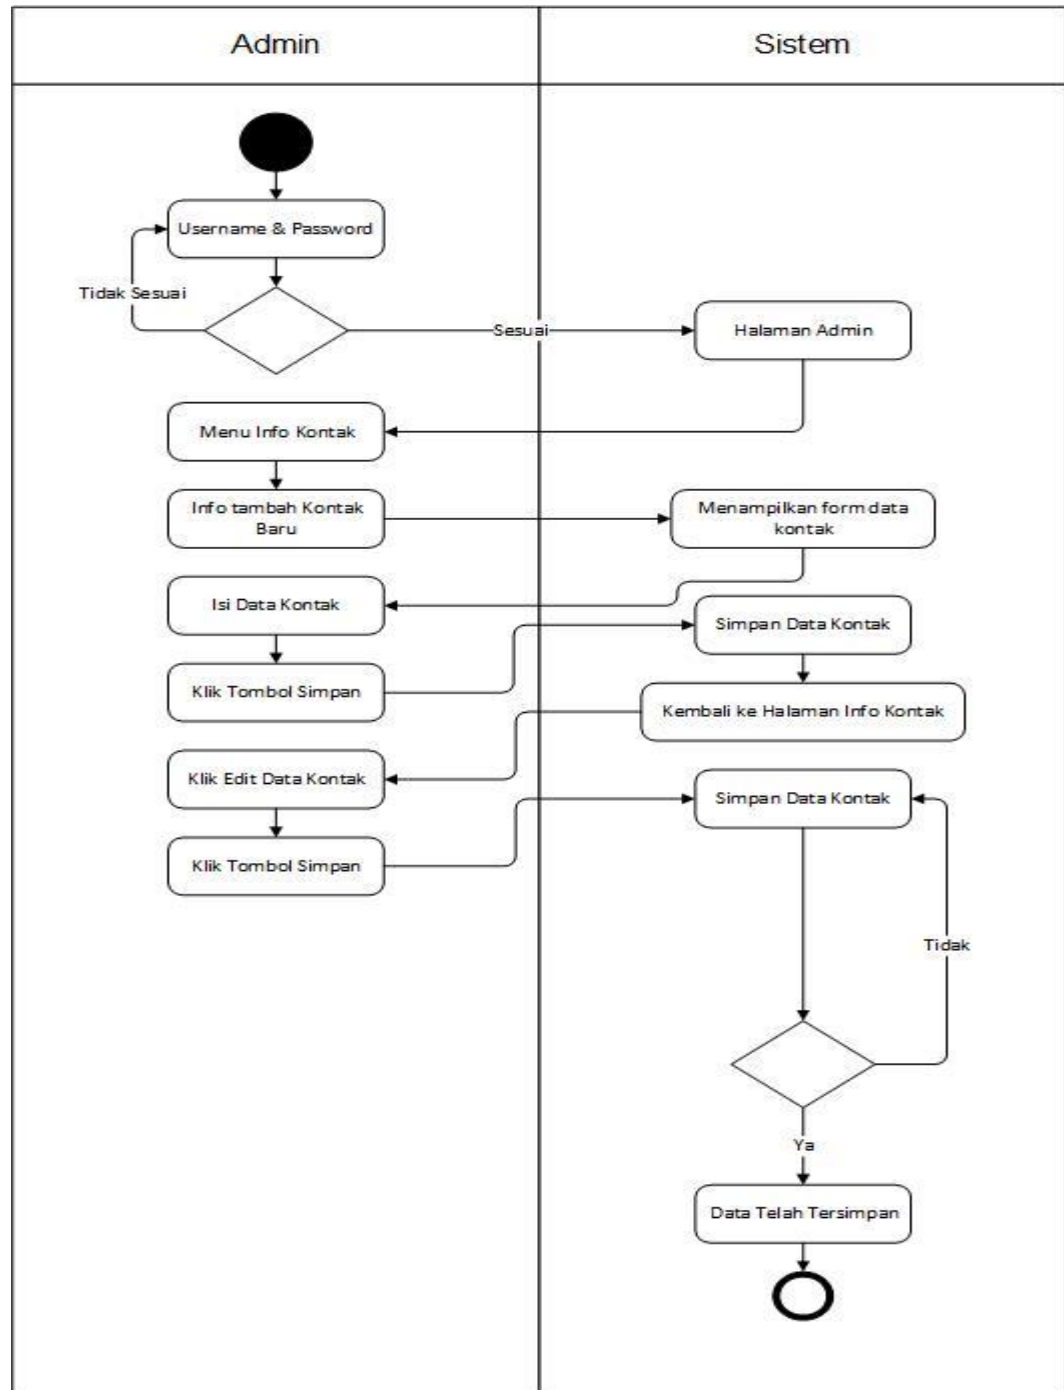 Admin
Sistem
Username & Password
Tidak Sesuai
Sesuai
Halaman Admin
Menu Info Kontak
Info tambah Kontak
Baru
Menampilkan form data
kontak
Isi Data Kontak
Simpan Data Kontak
Klik Tombol Simpan
Kembali ke Halaman Info Kontak
Klik Edit Data Kontak
Simpan Data Kontak
Klik Tombol Simpan
Tidak
Ya
Data Telah Tersimpan